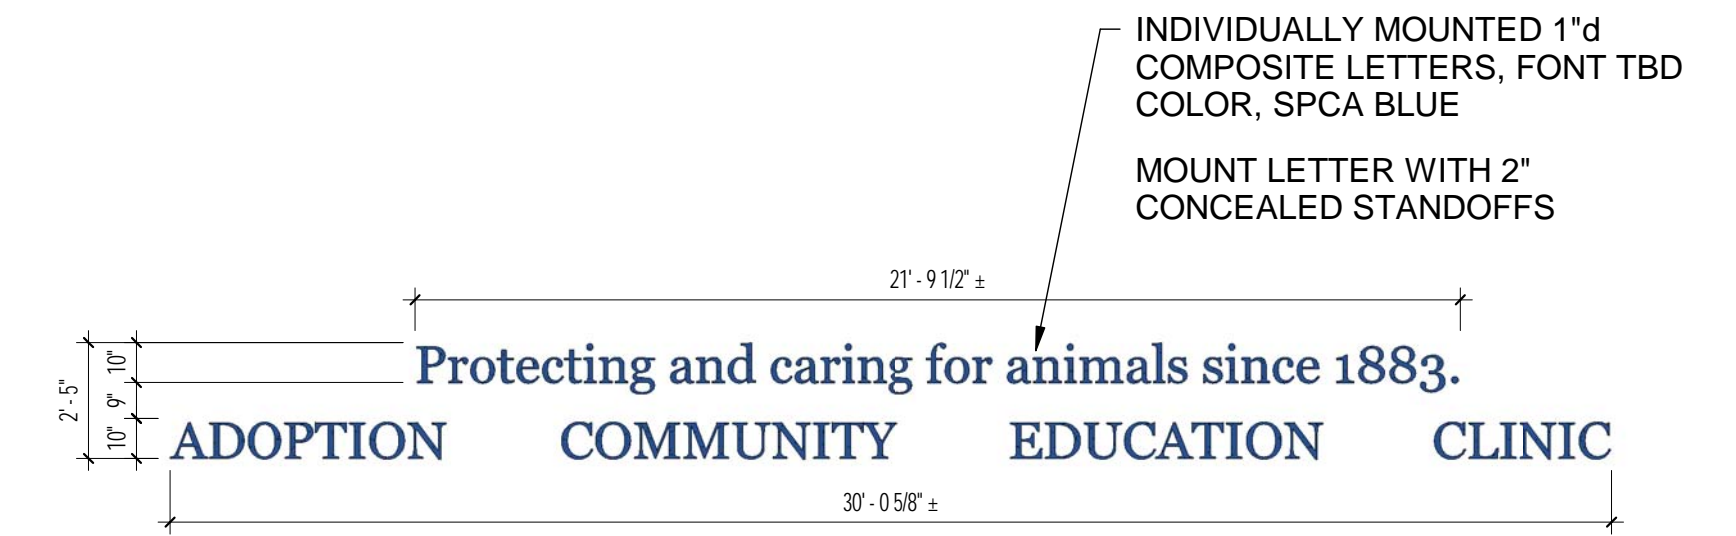 INDIVIDUALLY MOUNTED 1"d
COMPOSITE LETTERS, FONT TBD
COLOR, SPCA BLUE
MOUNT LETTER WITH 2"
CONCEALED STANDOFFS
21' - 9 1/2" ±
2' - 5"
10"
9"
10"
Protecting and caring for animals since 1883.
ADOPTION COMMUNITY EDUCATION CLINIC
30' - 0 5/8" ±